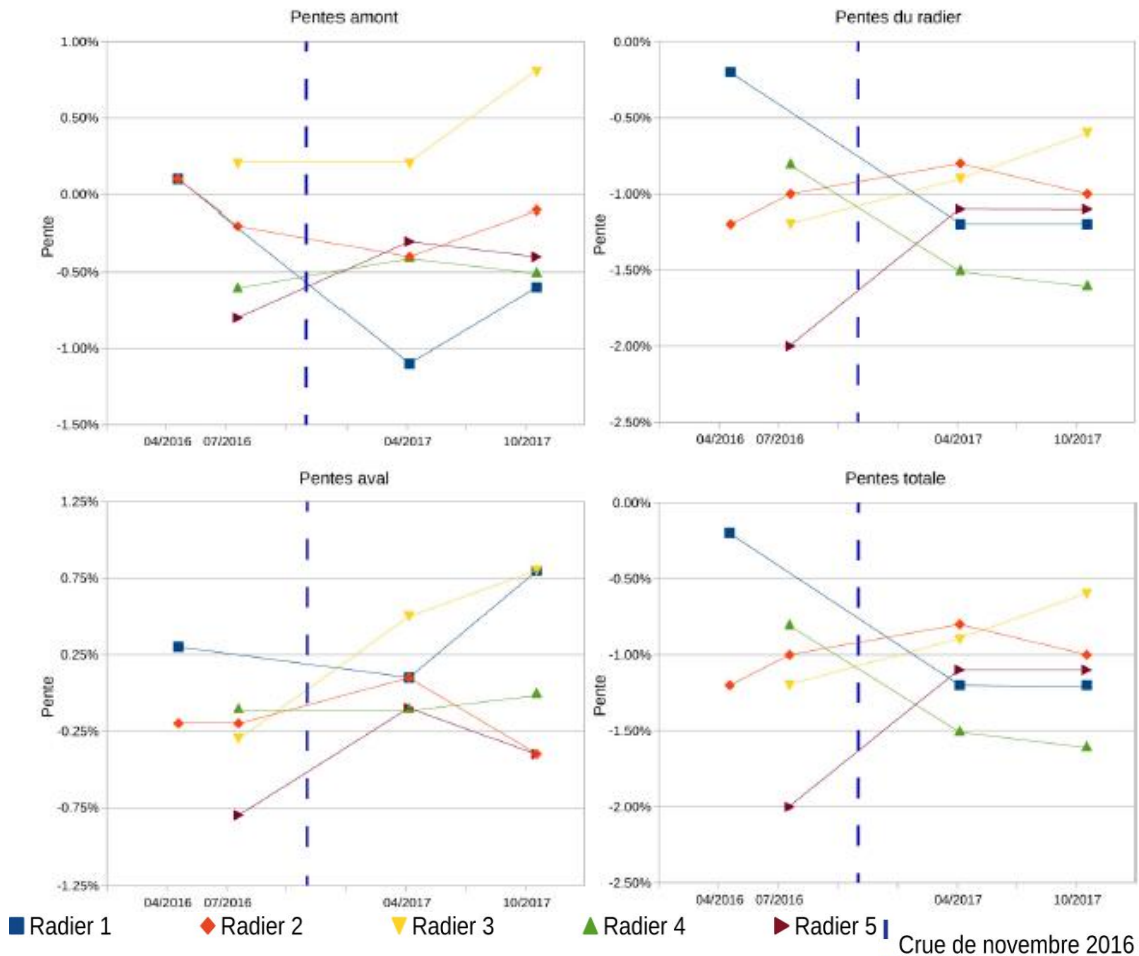 Pentes amont
1.00%
0.50%
0.00%
-0.50%
-1.00%
-1.50%
Pente
04/2016 07/2016 04/2017 10/2017
Pentes du radier
0.00%
-0.50%
-1.00%
-1.50%
-2.00%
-2.50%
Pente
04/2016 07/2016 04/2017 10/2017
Pentes aval
1.25%
0.75%
0.25%
-0.25%
-0.75%
-1.25%
Pente
04/2016 07/2016 04/2017 10/2017
Pentes totale
0.00%
-0.50%
-1.00%
-1.50%
-2.00%
-2.50%
Pente
04/2016 07/2016 04/2017 10/2017
Radier 1 Radier 2 Radier 3 Radier 4 Radier 5
Crue de novembre 2016